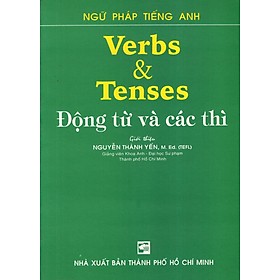 NGỮ PHÁP TIẾNG ANH
Verbs
&
Tenses
Động từ và các thì
Giới thiệu
NGUYỄN THÀNH YẾN, M. Ed. (TEFL)
Giảng viên Khoa Anh - Đại học Sư phạm
Thành phố Hồ Chí Minh
NHÀ XUẤT BẢN THÀNH PHỐ HỒ CHÍ MINH